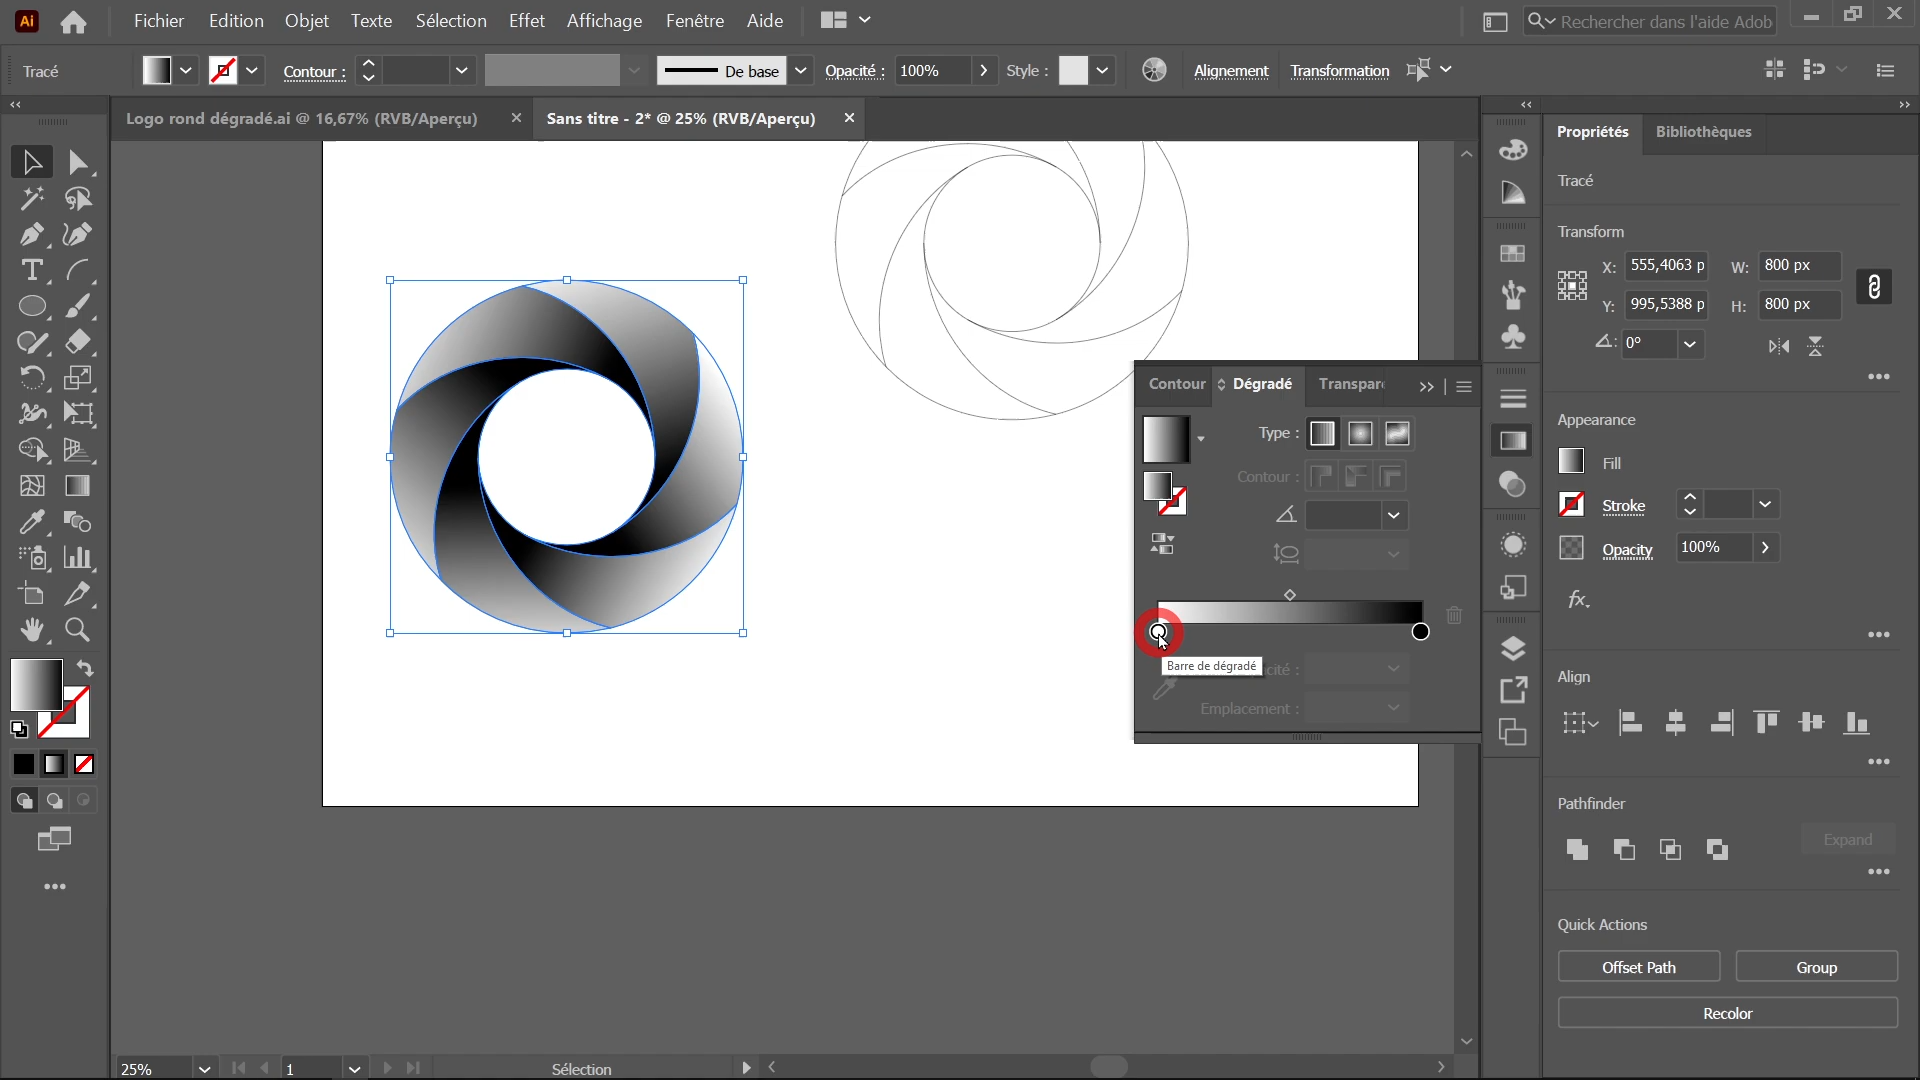 Ai Fichier Edition Objet Texte Sélection Effet Affichage Fenêtre Aide Rechercher dans l'aide Adob
Tracé Contour : De base Opacité : 100% Style : Alignement Transformation
Logo rond dégradé.ai @ 16,67% (RVB/Aperçu) Sans titre - 2* @ 25% (RVB/Aperçu)
Propriétés Bibliothèques
Tracé
Transform
X: 555,4063 p W: 800 px
Y: 995,5388 p H: 800 px
0°
Contour Dégradé Transpar
Type :
Contour :
Appearance
Fill
Stroke
Opacity 100%
fx.
Barre de dégradé cité :
Emplacement :
Align
Pathfinder
Expand
Quick Actions
Offset Path Group
Recolor
25% 1 Sélection